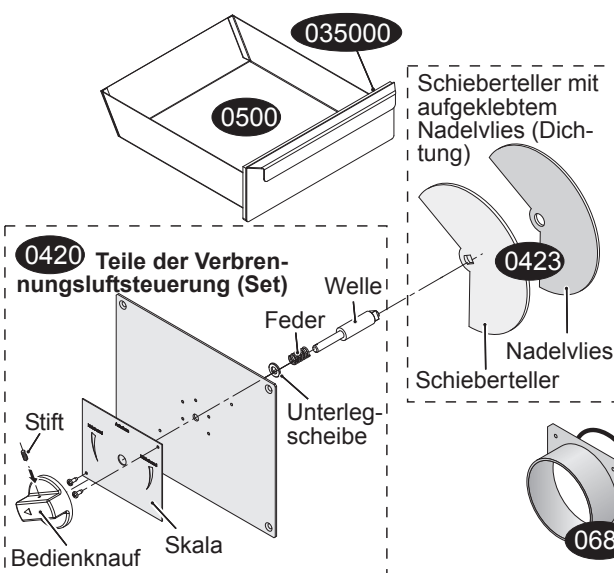 035000
0500
Schieberteller mit
aufgeklebtem
Nadelvlies (Dich-
tung)
0423
Nadelvlies
Schieberteller
0420 Teile der Verbren-
nungsluftsteuerung (Set)
Welle
Feder
Unterleg-
scheibe
Stift
Skala
Bedienknauf